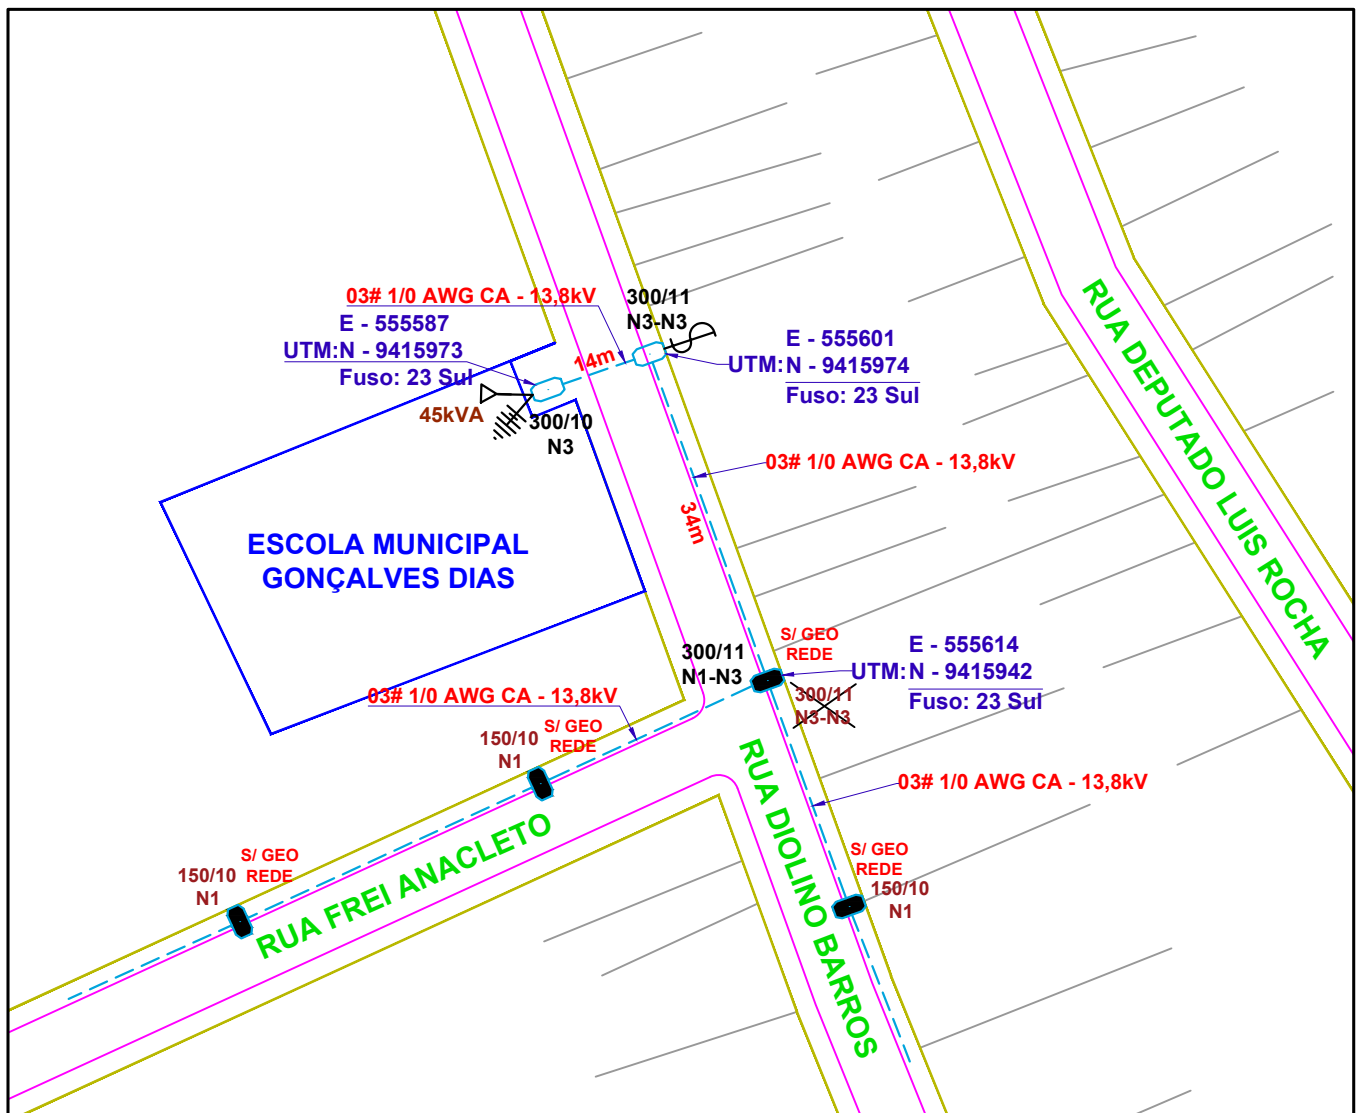 03# 1/0 AWG CA - 13,8kV
E - 555587
UTM:N - 9415973
Fuso: 23 Sul
45kVA
300/10
N3
14m
300/11
N3-N3
E - 555601
UTM:N - 9415974
Fuso: 23 Sul
03# 1/0 AWG CA - 13,8kV
34m
RUA DEPUTADO LUIS ROCHA
ESCOLA MUNICIPAL
GONÇALVES DIAS
300/11
N1-N3
S/ GEO
REDE
E - 555614
UTM:N - 9415942
Fuso: 23 Sul
300/11
N3-N3
03# 1/0 AWG CA - 13,8kV
150/10
N1
S/ GEO
REDE
RUA DIOLINO BARROS
03# 1/0 AWG CA - 13,8kV
150/10
N1
S/ GEO
REDE
RUA FREI ANACLETO
S/ GEO
REDE
150/10
N1